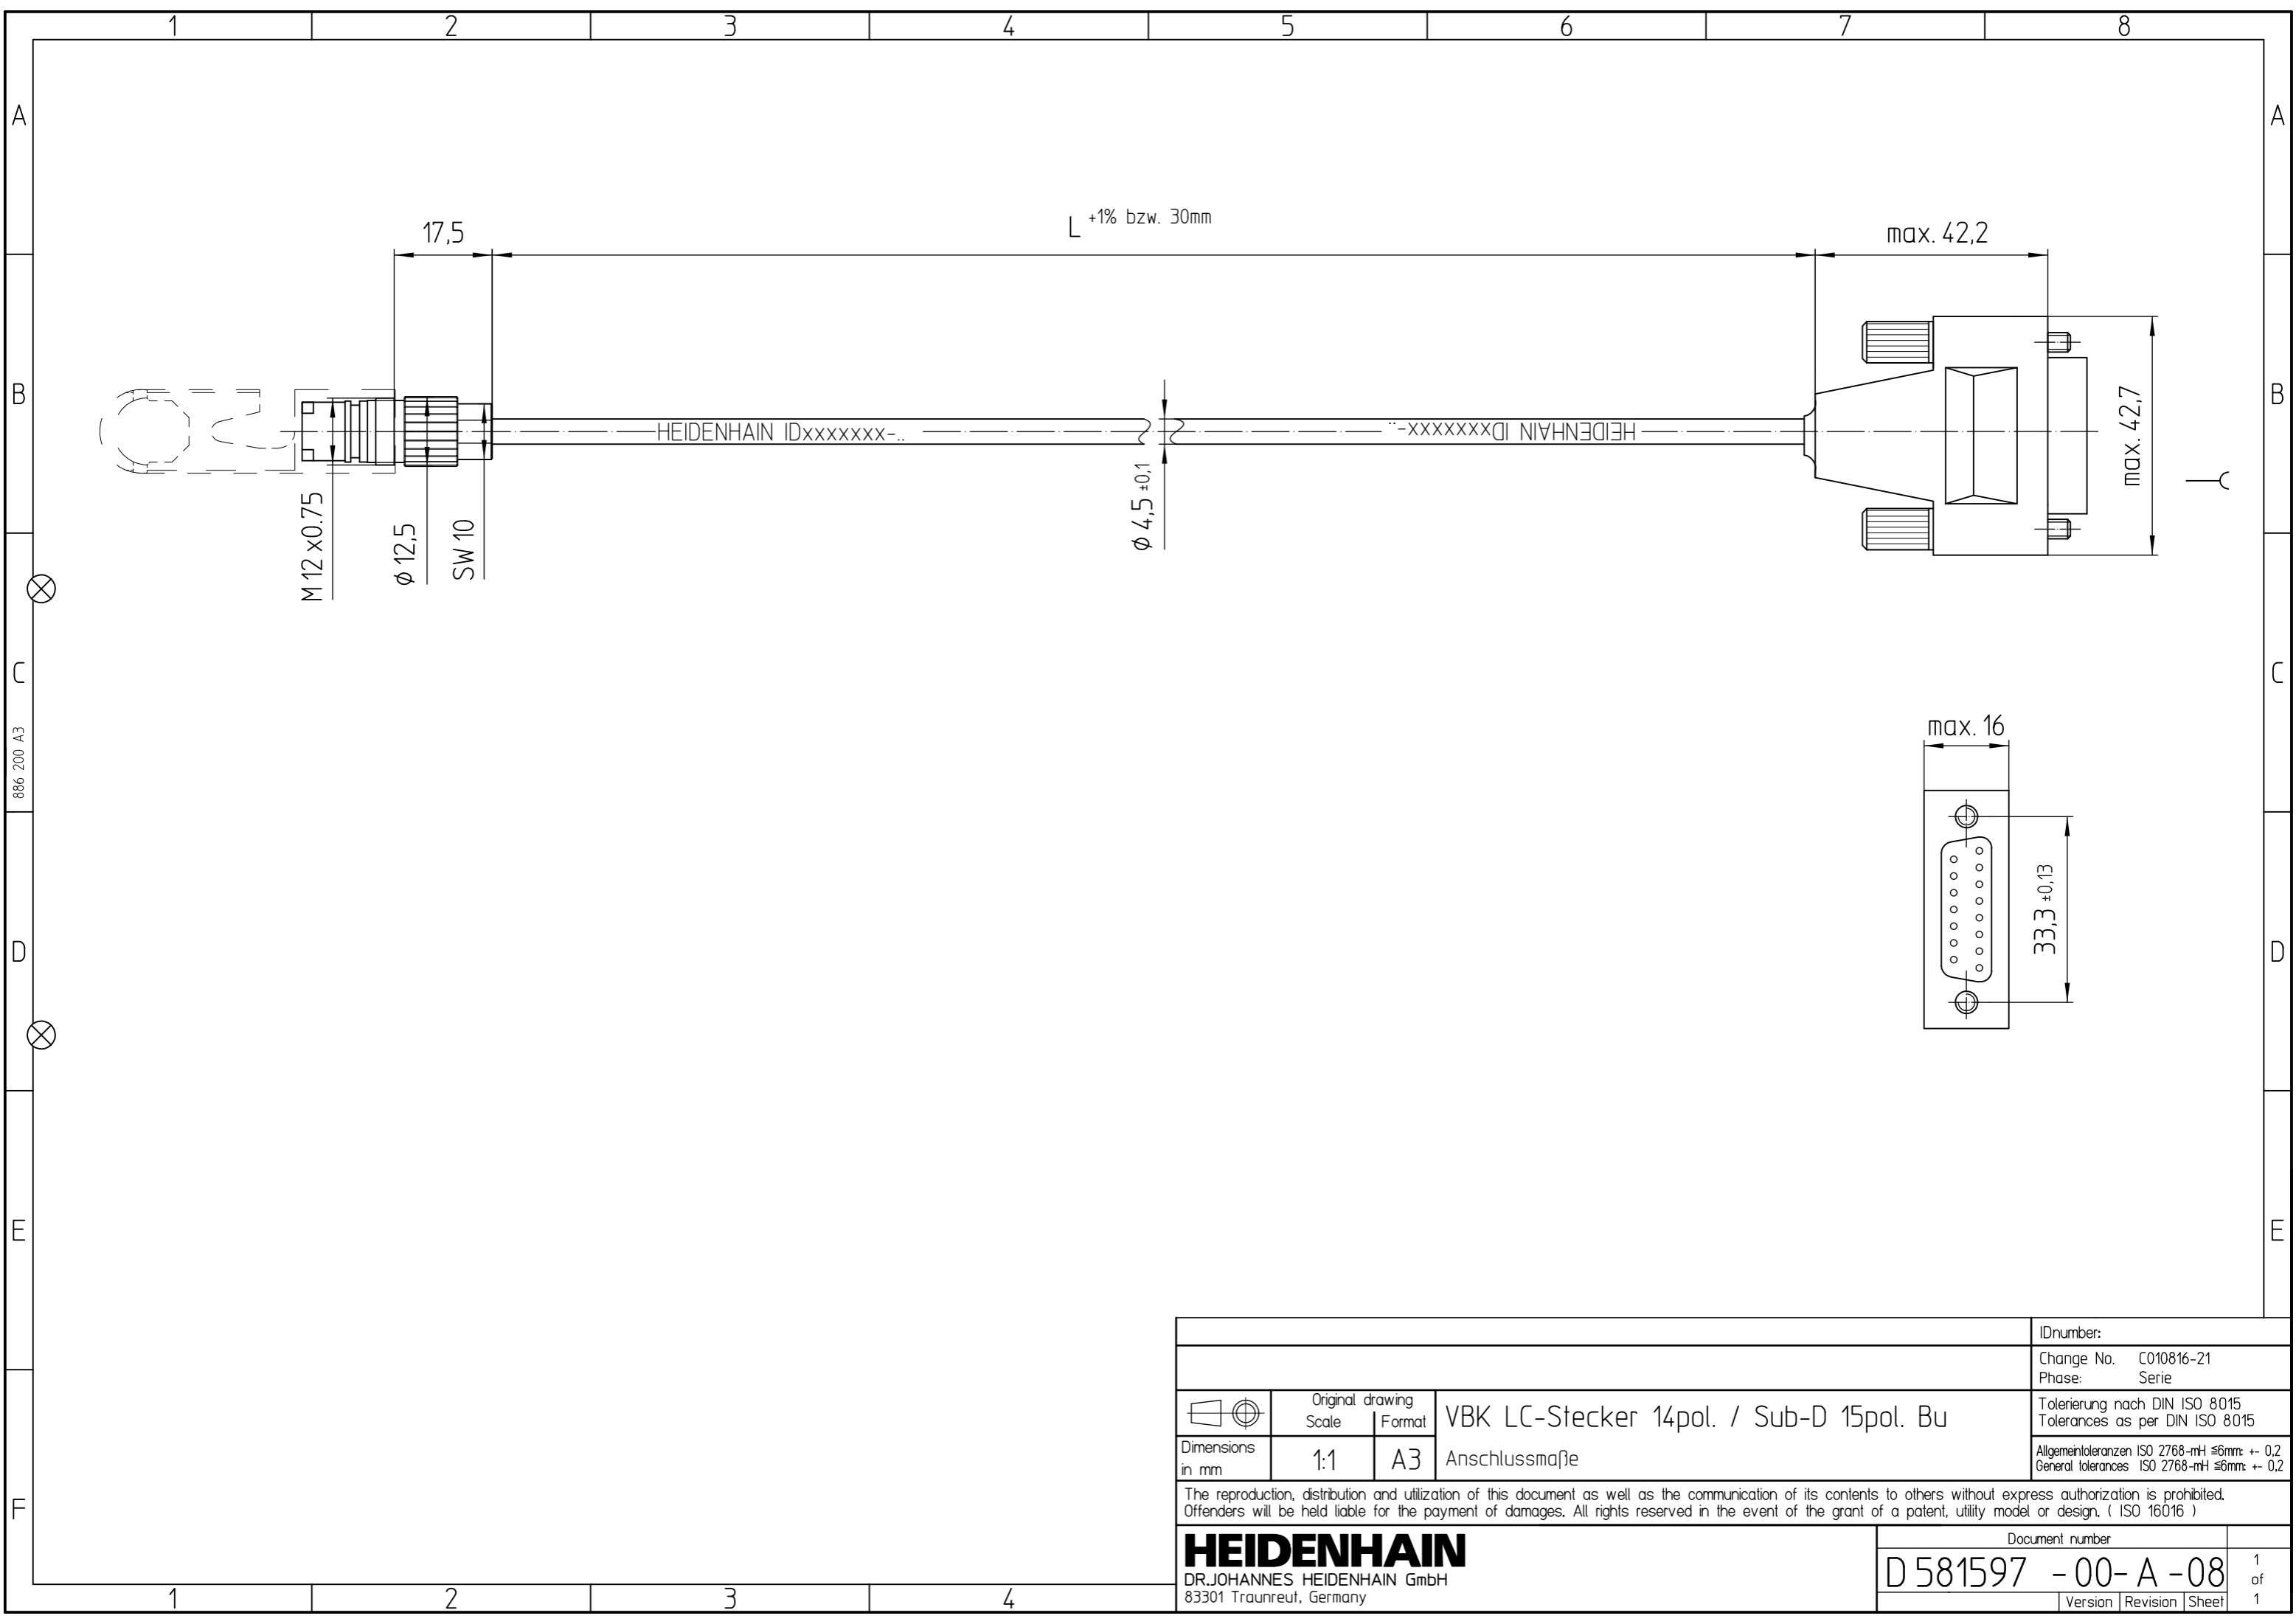 1 2 3 4 5 6 7 8
A A
L +1% bzw. 30mm
17,5
max. 42,2
B B
HEIDENHAIN IDxxxxxxx-..
HEIDENHAIN IDxxxxxxx-..
max. 42,7
M 12 x0.75
ϕ 12,5
SW 10
ϕ 4,5 ±0,1
C C
886 200 A3
max. 16
33,3 ±0,13
D D
E E
F
IDnumber:
Change No. C010816-21
Phase: Serie
Original drawing
Scale Format
VBK LC-Stecker 14pol. / Sub-D 15pol. Bu
Tolerierung nach DIN ISO 8015
Tolerances as per DIN ISO 8015
Dimensions
in mm
1:1 A3
Anschlussmaße
Allgemeintoleranzen ISO 2768-mH ≤6mm: +- 0,2
General tolerances ISO 2768-mH ≤6mm: +- 0,2
The reproduction, distribution and utilization of this document as well as the communication of its contents to others without express authorization is prohibited.
Offenders will be held liable for the payment of damages. All rights reserved in the event of the grant of a patent, utility model or design. ( ISO 16016 )
HEIDENHAIN
DR.JOHANNES HEIDENHAIN GmbH
83301 Traunreut, Germany
Document number
D 581597 - 00 - A - 08
Version Revision Sheet
1
of
1
1 2 3 4